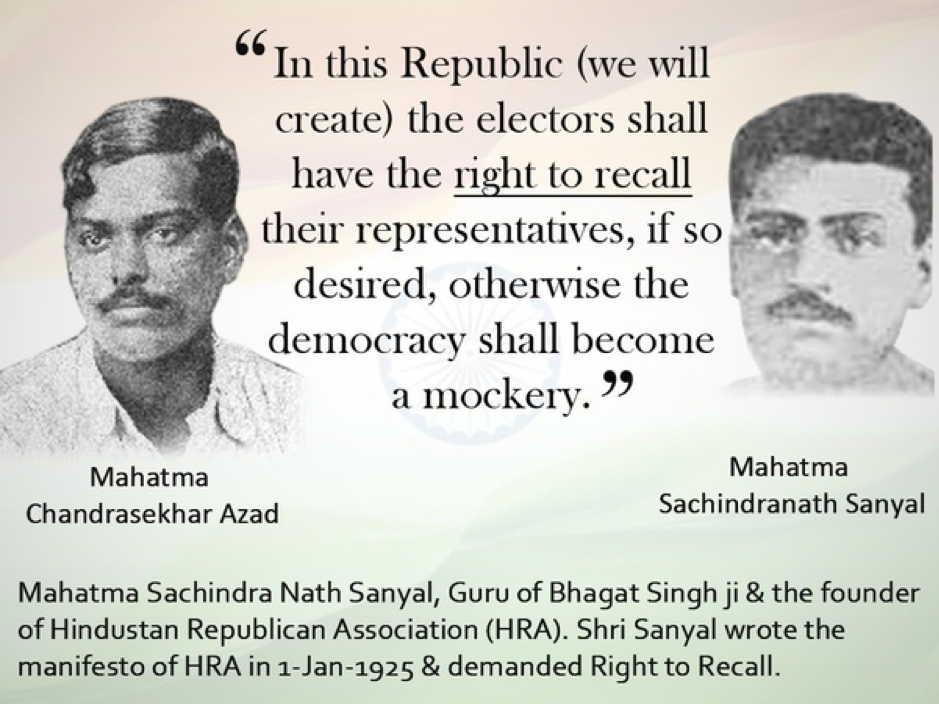 “In this Republic (we will
create) the electors shall
have the right to recall
their representatives, if so
desired, otherwise the
democracy shall become
a mockery.”
Mahatma
Chandrasekhar Azad
Mahatma
Sachindranath Sanyal
Mahatma Sachindra Nath Sanyal, Guru of Bhagat Singh ji & the founder
of Hindustan Republican Association (HRA). Shri Sanyal wrote the
manifesto of HRA in 1-Jan-1925 & demanded Right to Recall.